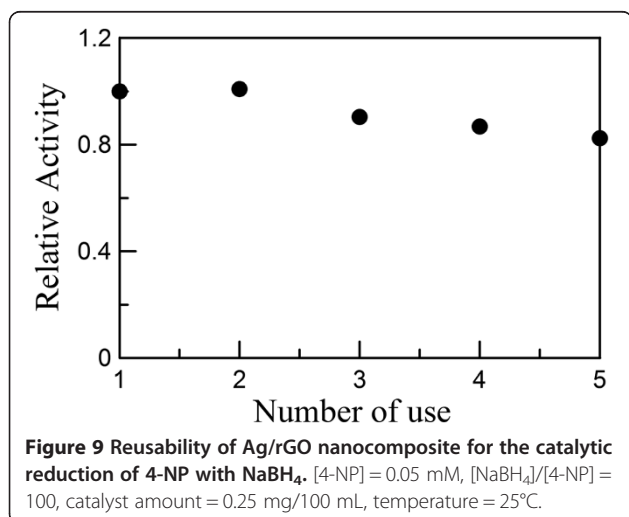 1.2
0.8
0.4
0
Relative Activity
1 2 3 4 5
Number of use
Figure 9 Reusability of Ag/rGO nanocomposite for the catalytic
reduction of 4-NP with NaBH₄. [4-NP] = 0.05 mM, [NaBH₄]/[4-NP] =
100, catalyst amount = 0.25 mg/100 mL, temperature = 25°C.